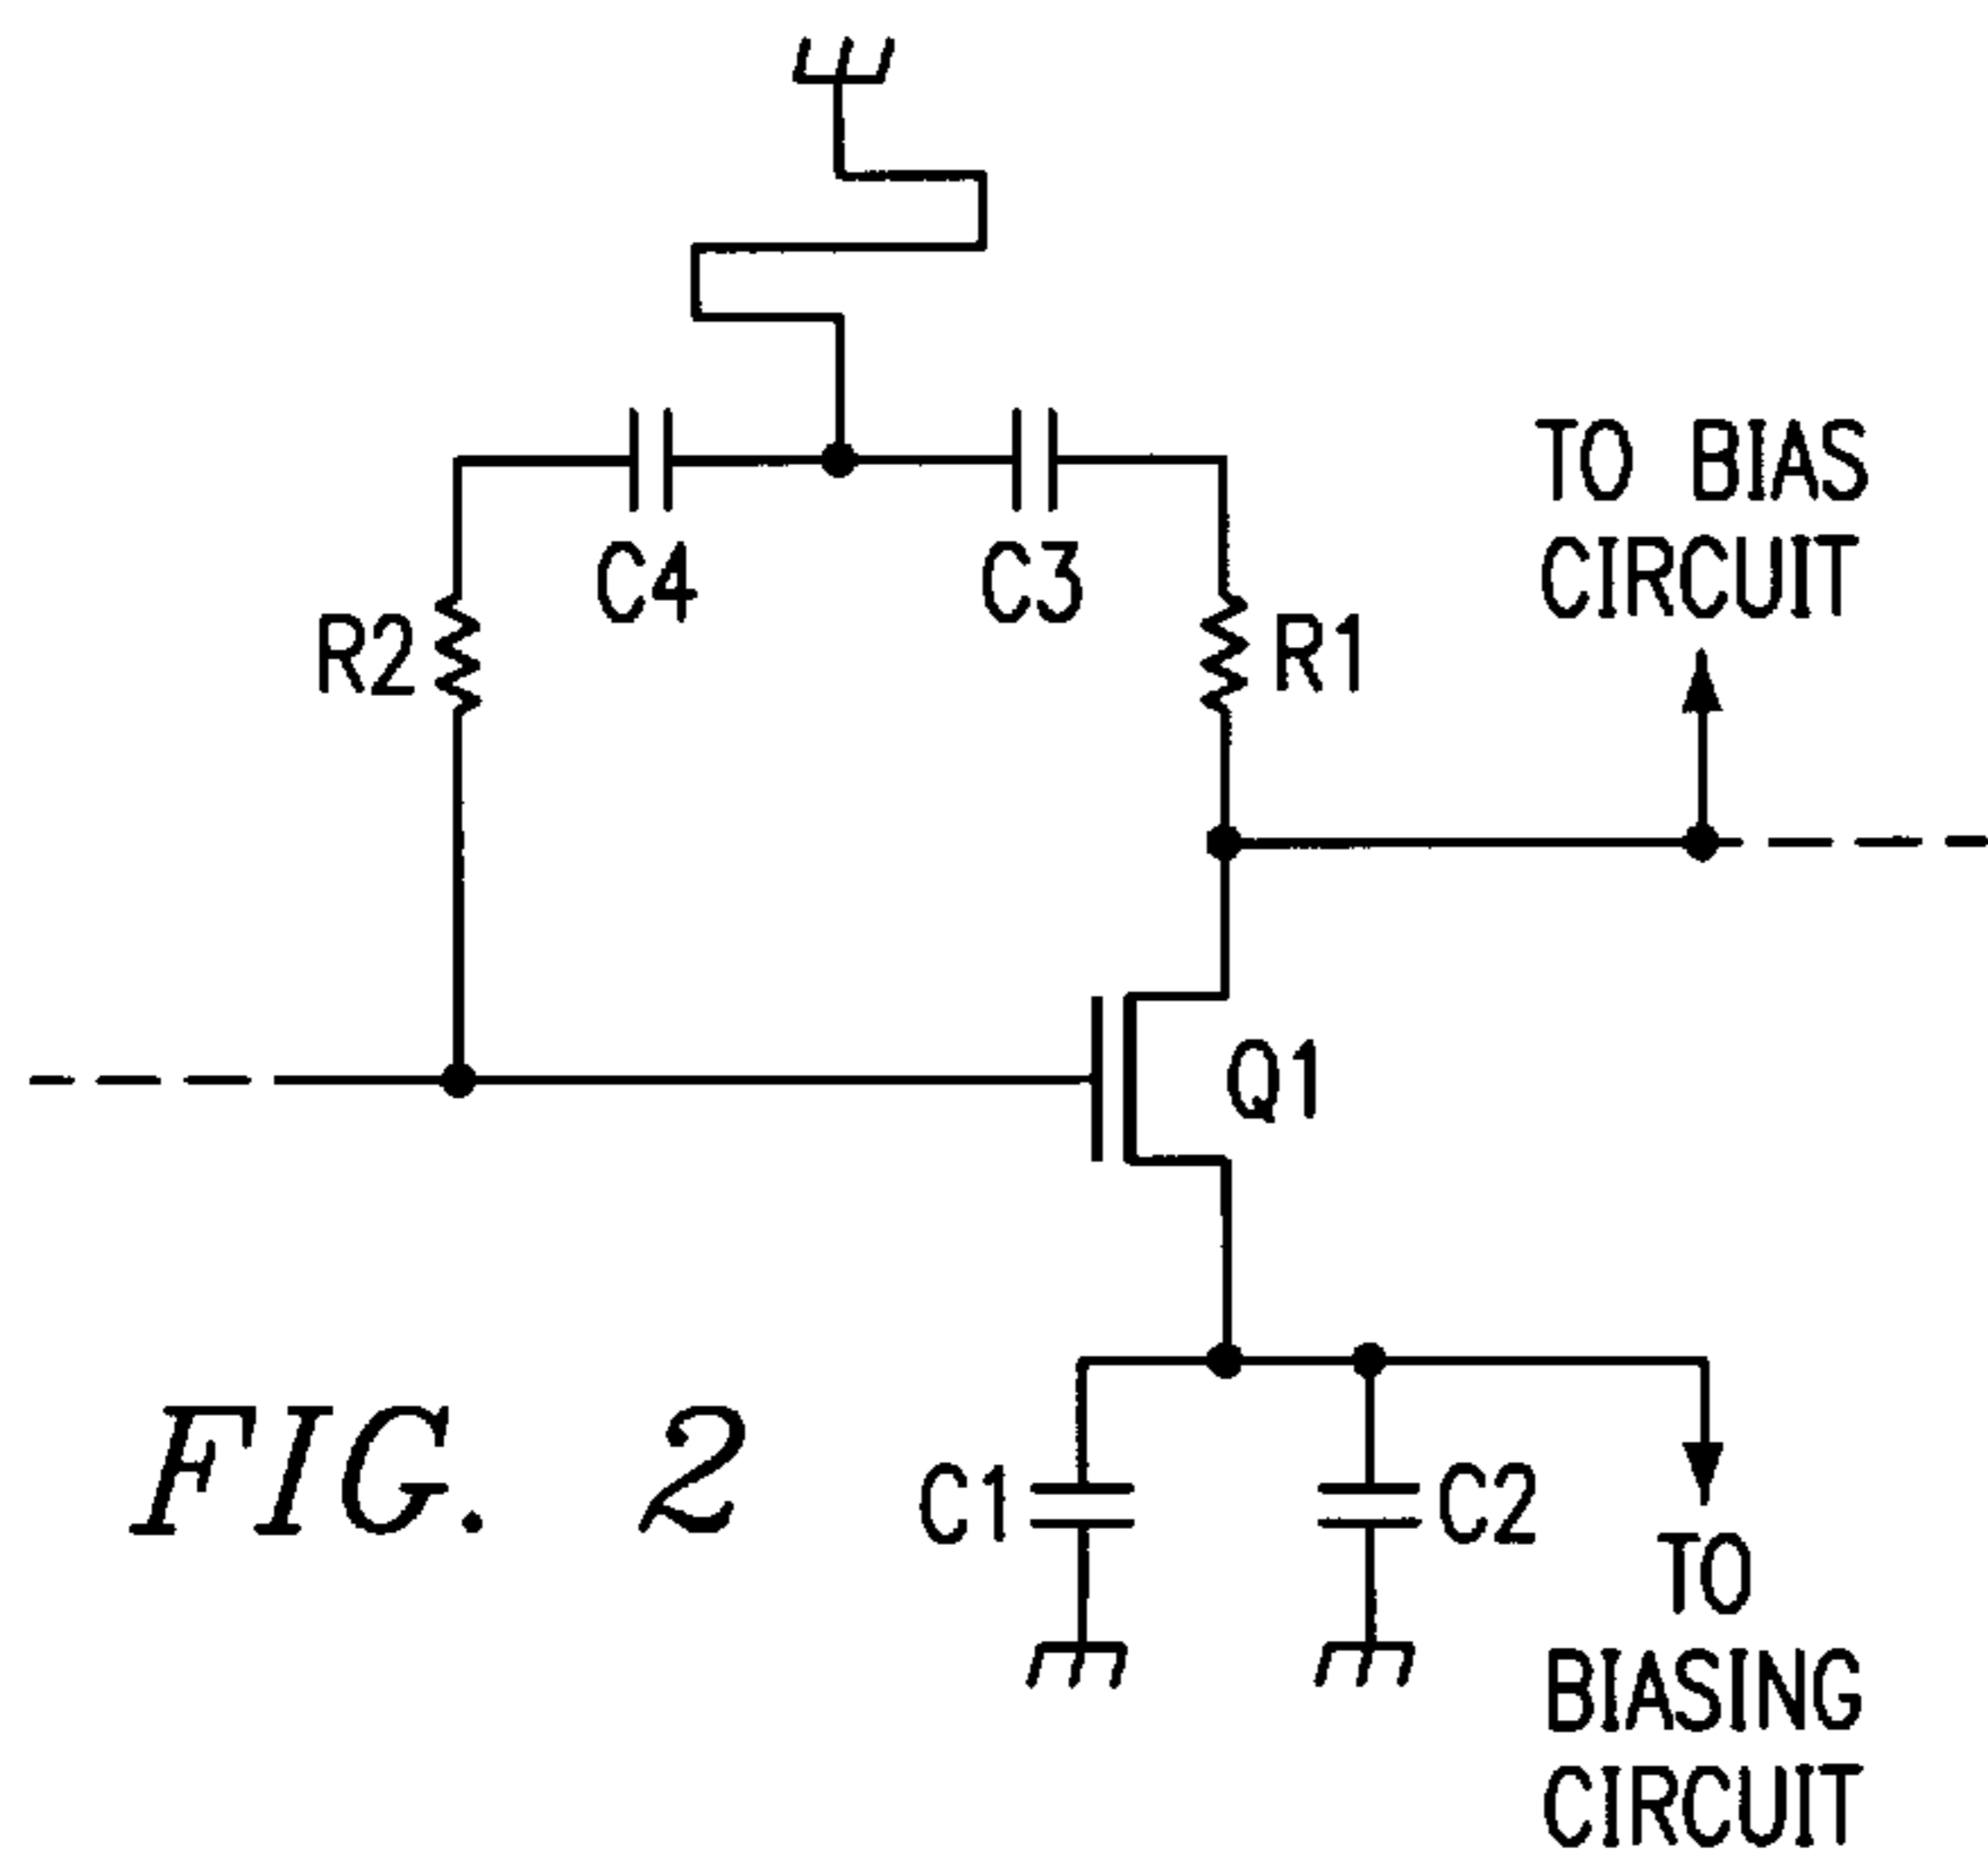 TO BIAS
CIRCUIT
C4
C3
R2
R1
Q1
FIG. 2
C1
C2
TO
BIASING
CIRCUIT